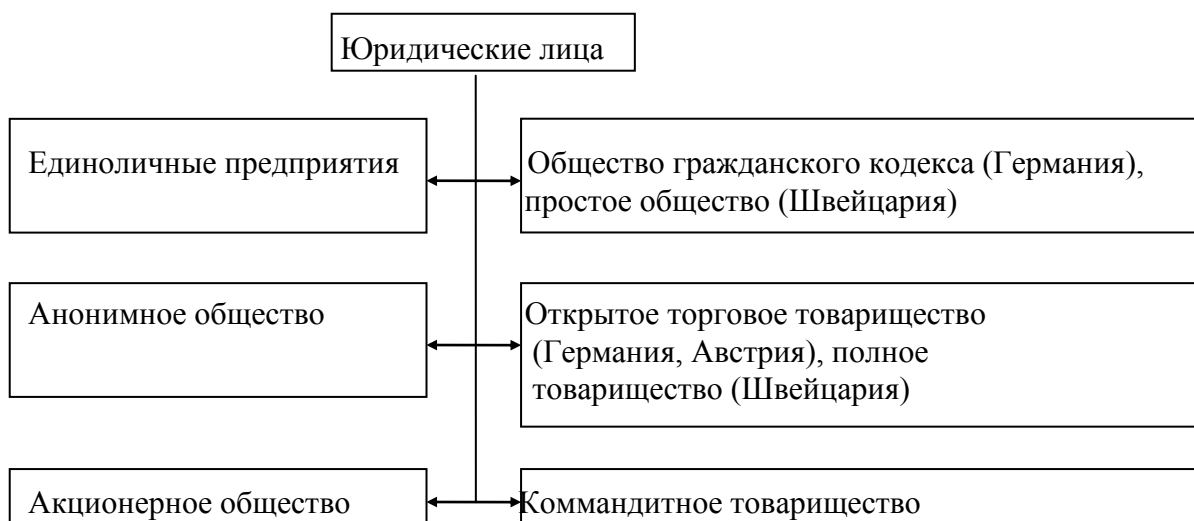 Юридические лица
Единоличные предприятия
Общество гражданского кодекса (Германия),
простое общество (Швейцария)
Анонимное общество
Открытое торговое товарищество
(Германия, Австрия), полное
товарищество (Швейцария)
Акционерное общество
Коммандитное товарищество